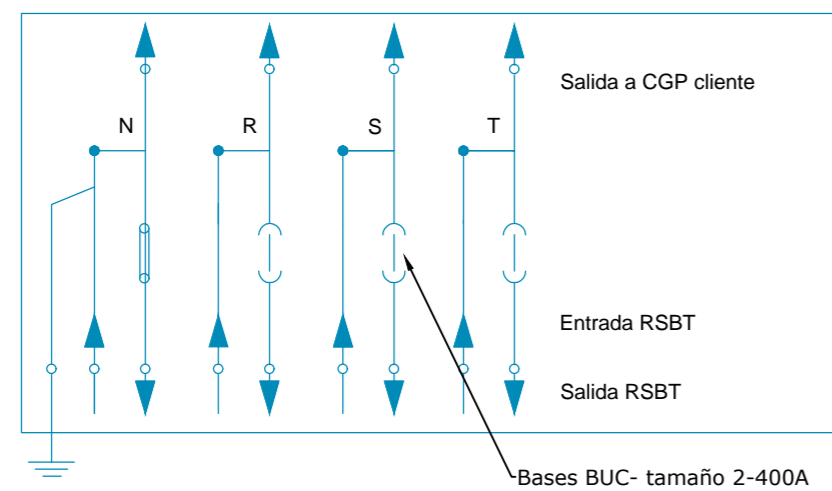 Salida a CGP cliente
N R S T
Entrada RSBT
Salida RSBT
Bases BUC- tamaño 2-400A